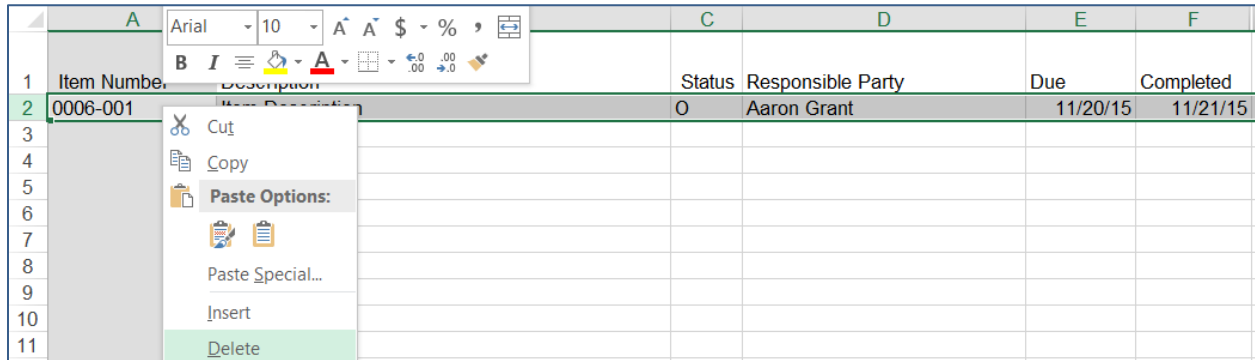 A C D E F
Arial 10 A A $ % ,
B I A .00 .00
1 Item Number Description Status Responsible Party Due Completed
2 0006-001 Item Description O Aaron Grant 11/20/15 11/21/15
3
4
5
6
7
8
9
10
11
Cut
Copy
Paste Options:
Paste Special...
Insert
Delete